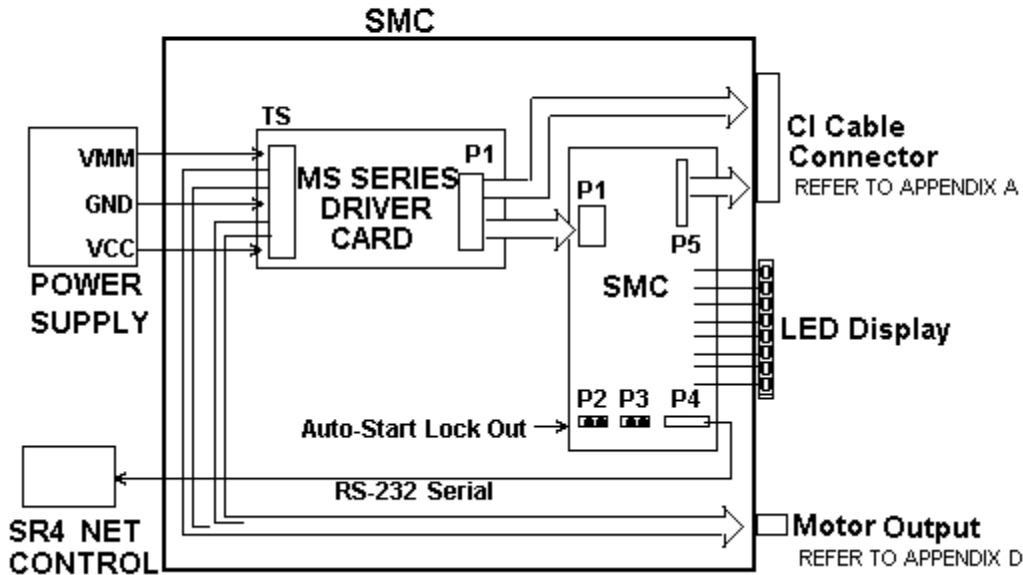 SMC
TS
VMM
GND
VCC
POWER
SUPPLY
MS SERIES
DRIVER
CARD
P1
P1
P5
SMC
CI Cable
Connector
REFER TO APPENDIX A
LED Display
P2 P3 P4
Auto-Start Lock Out
RS-232 Serial
SR4 NET
CONTROL
Motor Output
REFER TO APPENDIX D